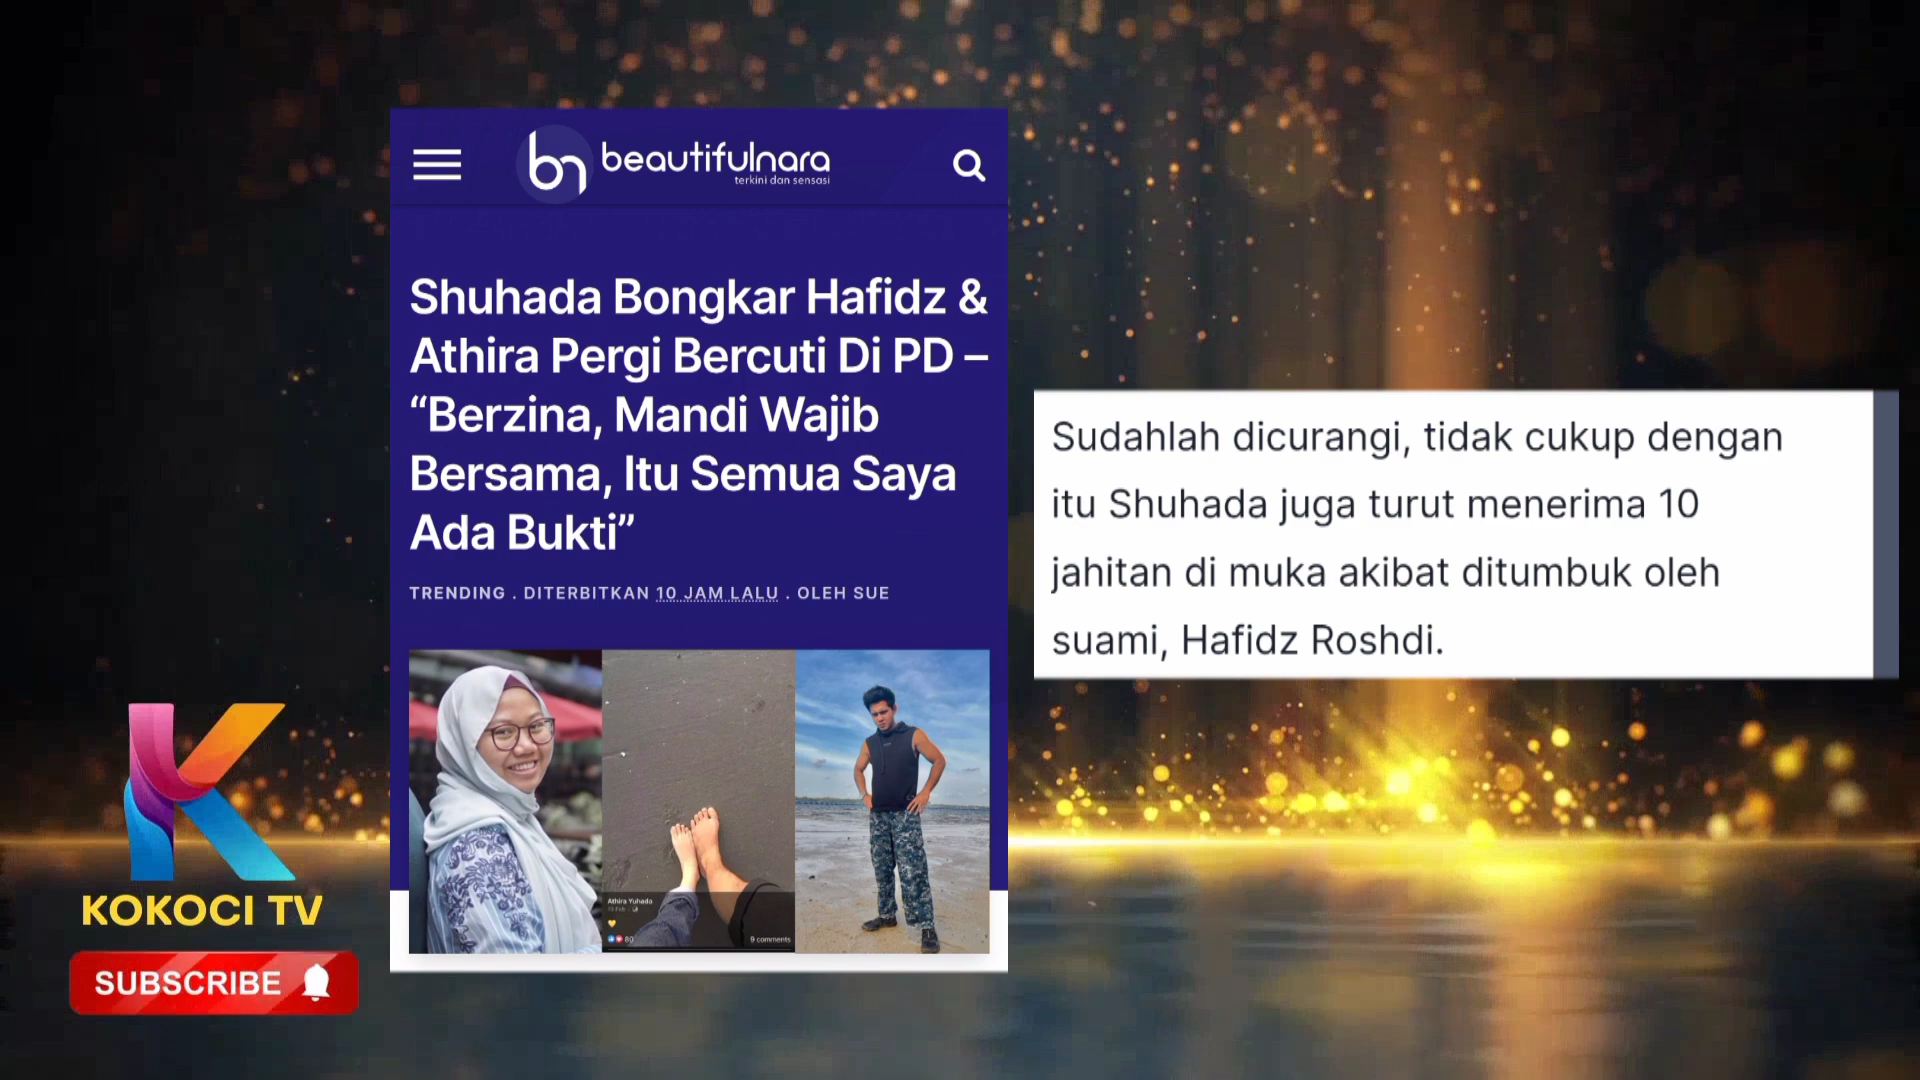 bn beautifulnara
terkini dan sensasi
Shuhada Bongkar Hafidz &
Athira Pergi Bercuti Di PD –
“Berzina, Mandi Wajib
Bersama, Itu Semua Saya
Ada Bukti”
TRENDING . DITERBITKAN 10 JAM LALU . OLEH SUE
Athira Yuhada
80
9 comments
Sudahlah dicurangi, tidak cukup dengan
itu Shuhada juga turut menerima 10
jahitan di muka akibat ditumbuk oleh
suami, Hafidz Roshdi.
K
KOKOCI TV
SUBSCRIBE